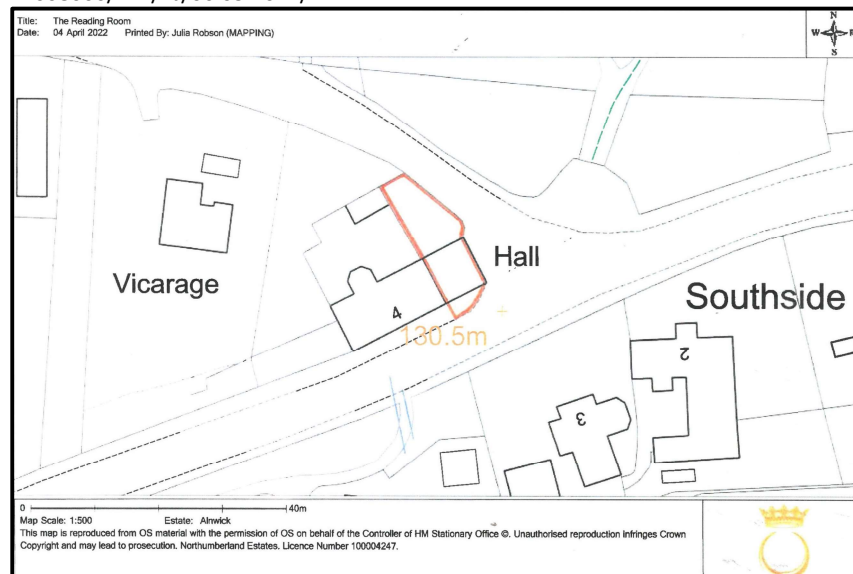 Title: The Reading Room
Date: 04 April 2022 Printed By: Julia Robson (MAPPING)
N
W E
S
Hall
Vicarage
Southside
4
130.5m
2
3
0 40m
Map Scale: 1:500 Estate: Alnwick
This map is reproduced from OS material with the permission of OS on behalf of the Controller of HM Stationary Office ©. Unauthorised reproduction Infringes Crown
Copyright and may lead to prosecution. Northumberland Estates. Licence Number 100004247.